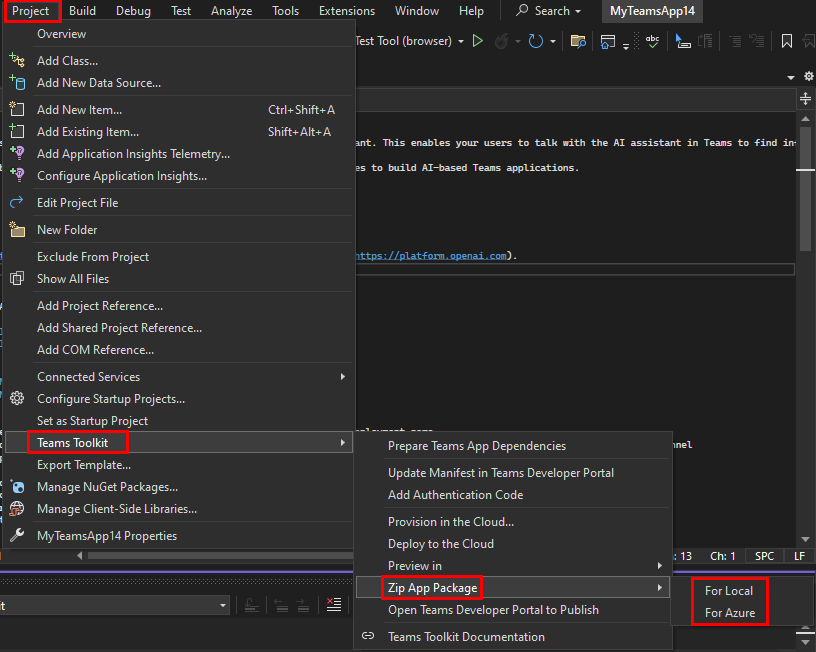 Project Build Debug Test Analyze Tools Extensions Window Help Search MyTeamsApp14
Overview
Test Tool (browser)
Add Class...
Add New Data Source...
Add New Item... Ctrl+Shift+A
Add Existing Item... Shift+Alt+A
ant. This enables your users to talk with the AI assistant in Teams to find in
Add Application Insights Telemetry...
es to build AI-based Teams applications.
Configure Application Insights...
Edit Project File
New Folder
Exclude From Project
https://platform.openai.com).
Show All Files
Add Project Reference...
Add Shared Project Reference...
Add COM Reference...
Connected Services
Configure Startup Projects...
Set as Startup Project
Teams Toolkit
Prepare Teams App Dependencies
nnel
Export Template...
Update Manifest in Teams Developer Portal
Manage NuGet Packages...
Add Authentication Code
Manage Client-Side Libraries...
Provision in the Cloud...
MyTeamsApp14 Properties
Deploy to the Cloud
: 13 Ch: 1 SPC LF
Preview in
Zip App Package
For Local
it
Open Teams Developer Portal to Publish
For Azure
Teams Toolkit Documentation